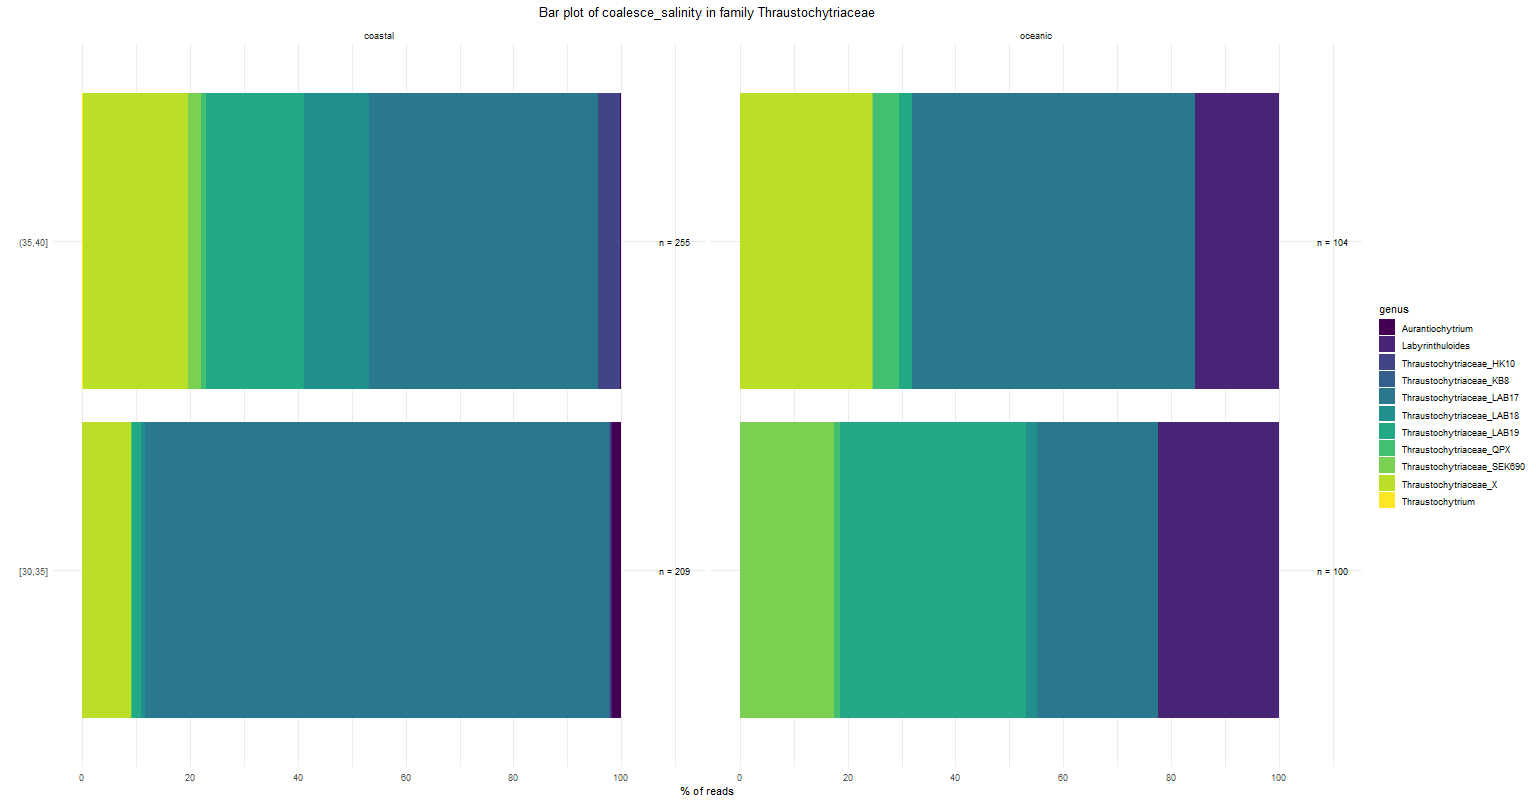 Bar plot of coalesce_salinity in family Thraustochytriaceae
coastal
oceanic
(35,40]
n = 255
n = 104
[30,35]
n = 209
n = 100
0 20 40 60 80 100
0 20 40 60 80 100
% of reads
genus
Aurantiochytrium
Labyrinthuloides
Thraustochytriaceae_HK10
Thraustochytriaceae_KB8
Thraustochytriaceae_LAB17
Thraustochytriaceae_LAB18
Thraustochytriaceae_LAB19
Thraustochytriaceae_QPX
Thraustochytriaceae_SEK690
Thraustochytriaceae_X
Thraustochytrium